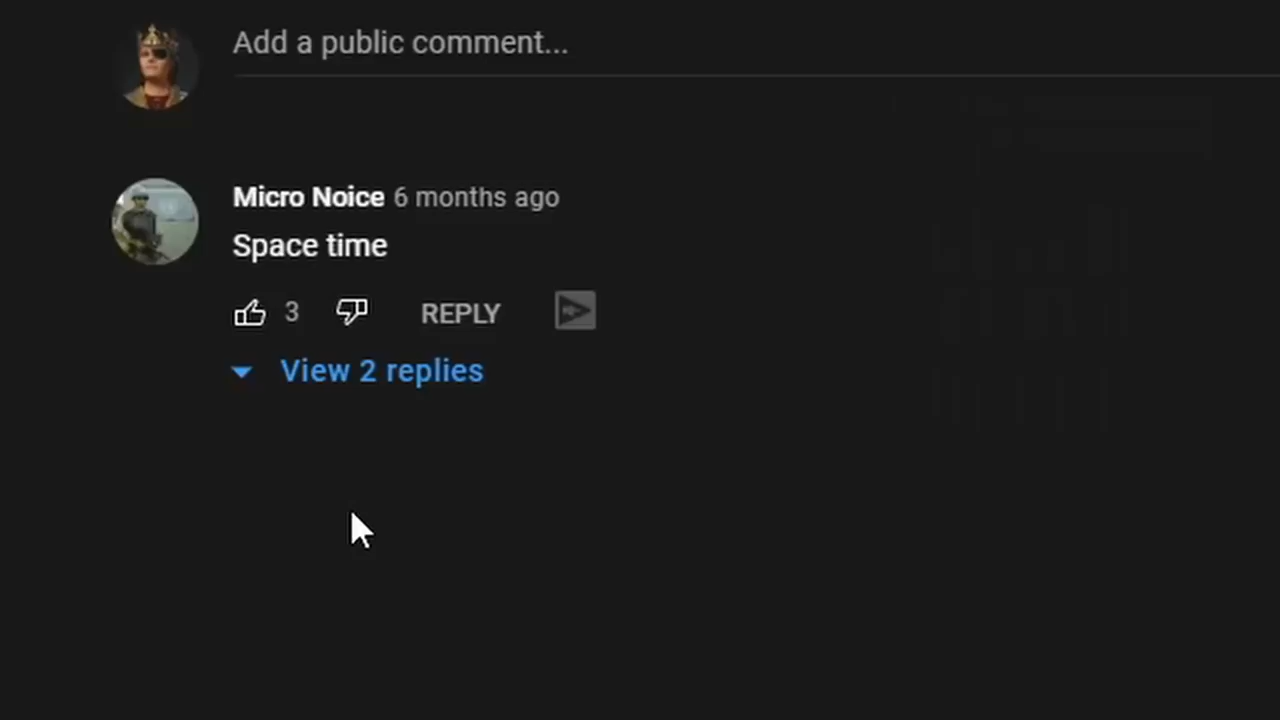 Add a public comment...
Micro Noice 6 months ago
Space time
3 REPLY
View 2 replies